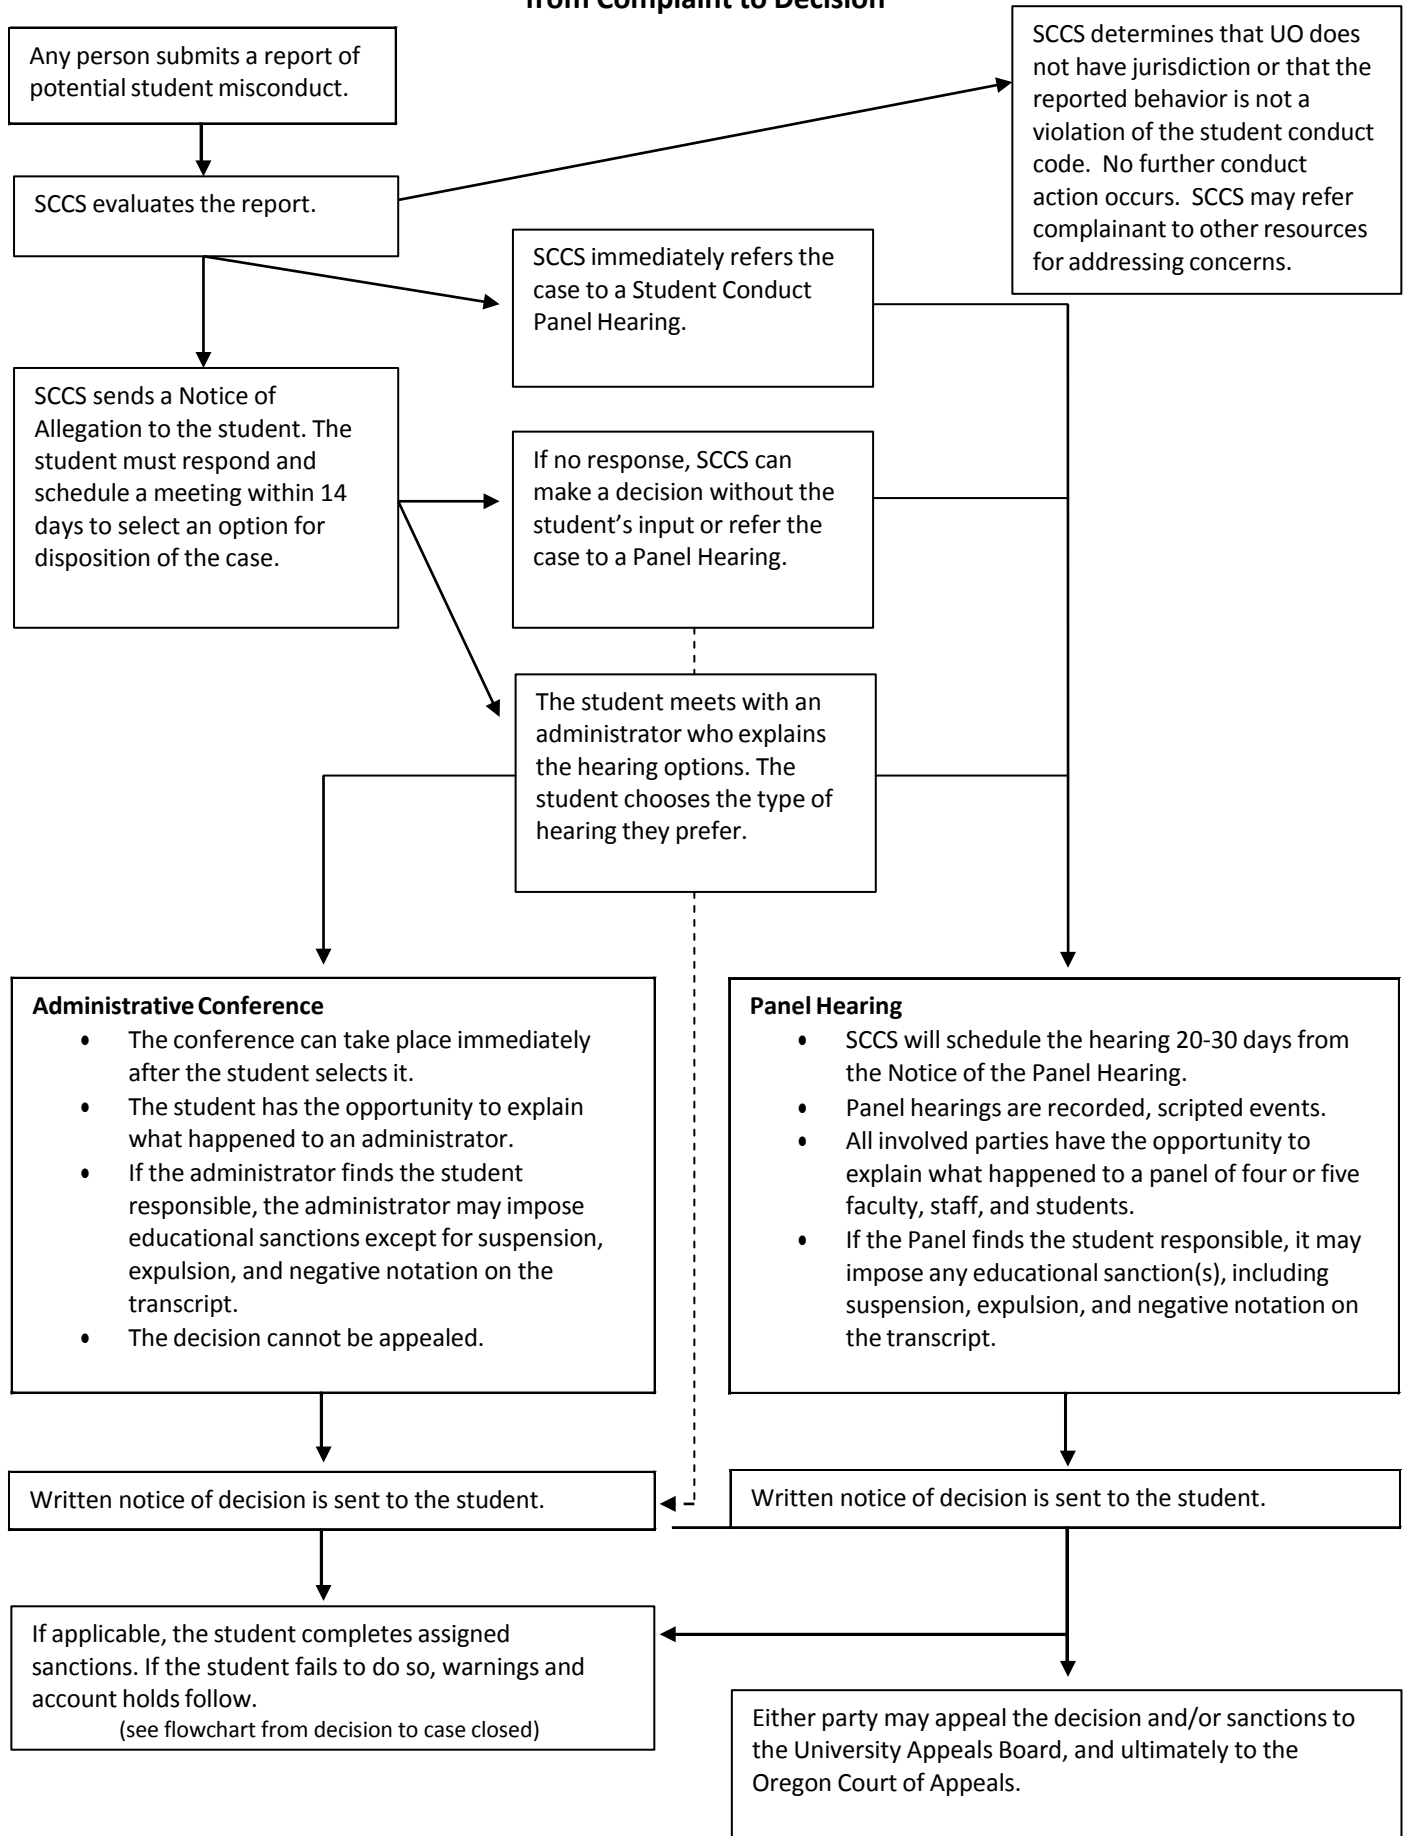 from Complaint to Decision
Any person submits a report of
potential student misconduct.
SCCS determines that UO does
not have jurisdiction or that the
reported behavior is not a
violation of the student conduct
code.  No further conduct
action occurs.  SCCS may refer
complainant to other resources
for addressing concerns.
SCCS evaluates the report.
SCCS immediately refers the
case to a Student Conduct
Panel Hearing.
SCCS sends a Notice of
Allegation to the student. The
student must respond and
schedule a meeting within 14
days to select an option for
disposition of the case.
If no response, SCCS can
make a decision without the
student’s input or refer the
case to a Panel Hearing.
The student meets with an
administrator who explains
the hearing options. The
student chooses the type of
hearing they prefer.
Administrative Conference
• The conference can take place immediately
after the student selects it.
• The student has the opportunity to explain
what happened to an administrator.
• If the administrator finds the student
responsible, the administrator may impose
educational sanctions except for suspension,
expulsion, and negative notation on the
transcript.
• The decision cannot be appealed.
Panel Hearing
• SCCS will schedule the hearing 20-30 days from
the Notice of the Panel Hearing.
• Panel hearings are recorded, scripted events.
• All involved parties have the opportunity to
explain what happened to a panel of four or five
faculty, staff, and students.
• If the Panel finds the student responsible, it may
impose any educational sanction(s), including
suspension, expulsion, and negative notation on
the transcript.
Written notice of decision is sent to the student.
Written notice of decision is sent to the student.
If applicable, the student completes assigned
sanctions. If the student fails to do so, warnings and
account holds follow.
(see flowchart from decision to case closed)
Either party may appeal the decision and/or sanctions to
the University Appeals Board, and ultimately to the
Oregon Court of Appeals.